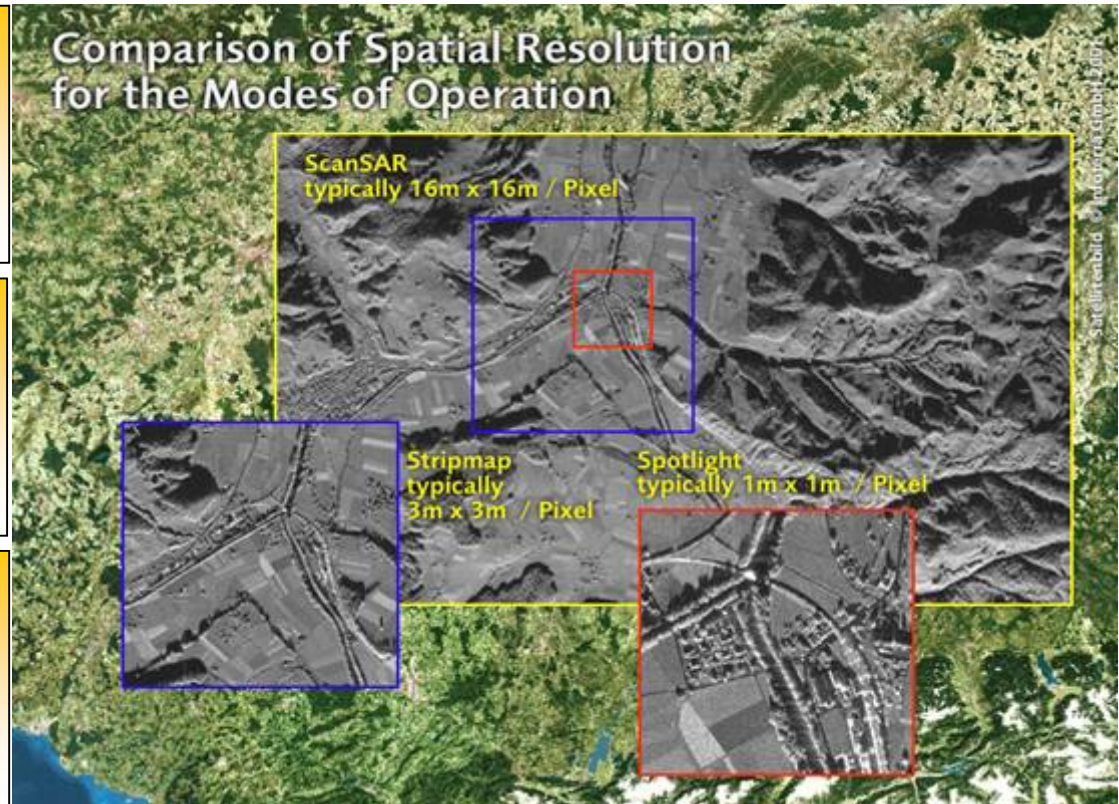 Comparison of Spatial Resolution
for the Modes of Operation
ScanSAR
typically 16m x 16m / Pixel
Stripmap
typically
3m x 3m / Pixel
Spotlight
typically 1m x 1m / Pixel
Satellitenbild ©